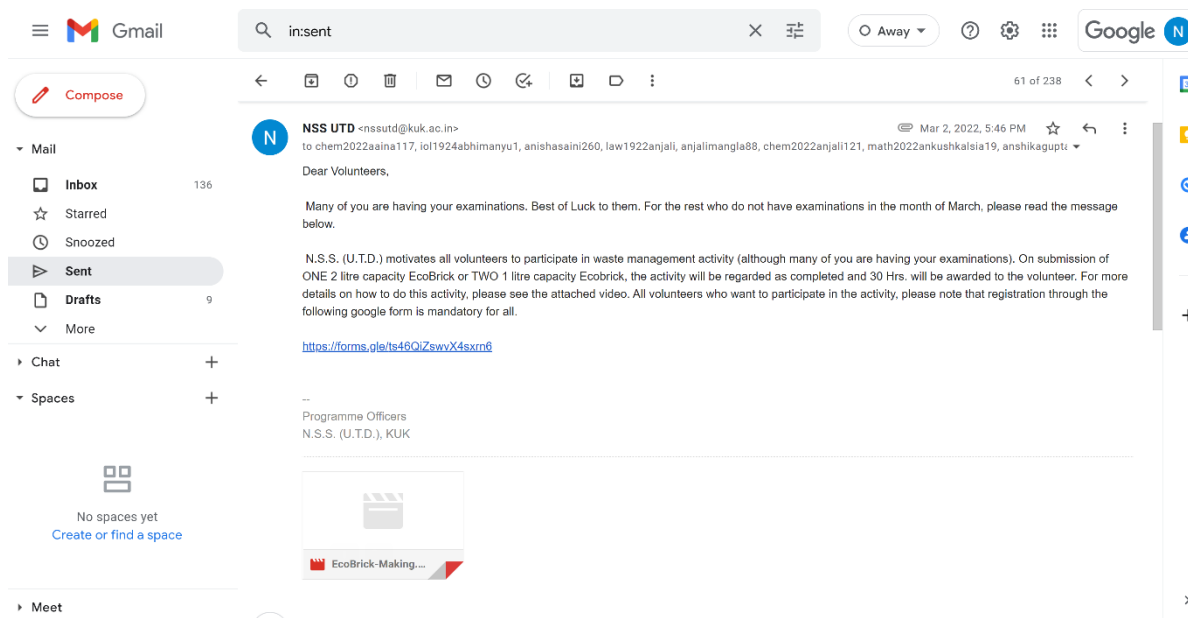 Gmail
in:sent
Away
Google
N
Compose
61 of 238
Mail
Inbox 136
Starred
Snoozed
Sent
Drafts 9
More
Chat
Spaces
No spaces yet
Create or find a space
Meet
N
NSS UTD <nssutd@kuk.ac.in>
Mar 2, 2022, 5:46 PM
to chem2022aaina117, iol1924abhimanyu1, anishasaini260, law1922anjali, anjalimangla88, chem2022anjali121, math2022ankushkalsia19, anshikagupta
Dear Volunteers,
Many of you are having your examinations. Best of Luck to them. For the rest who do not have examinations in the month of March, please read the message
below.
N.S.S. (U.T.D.) motivates all volunteers to participate in waste management activity (although many of you are having your examinations). On submission of
ONE 2 litre capacity EcoBrick or TWO 1 litre capacity Ecobrick, the activity will be regarded as completed and 30 Hrs. will be awarded to the volunteer. For more
details on how to do this activity, please see the attached video. All volunteers who want to participate in the activity, please note that registration through the
following google form is mandatory for all.
https://forms.gle/ts46QiZswvX4sxrn6
--
Programme Officers
N.S.S. (U.T.D.), KUK
EcoBrick-Making....